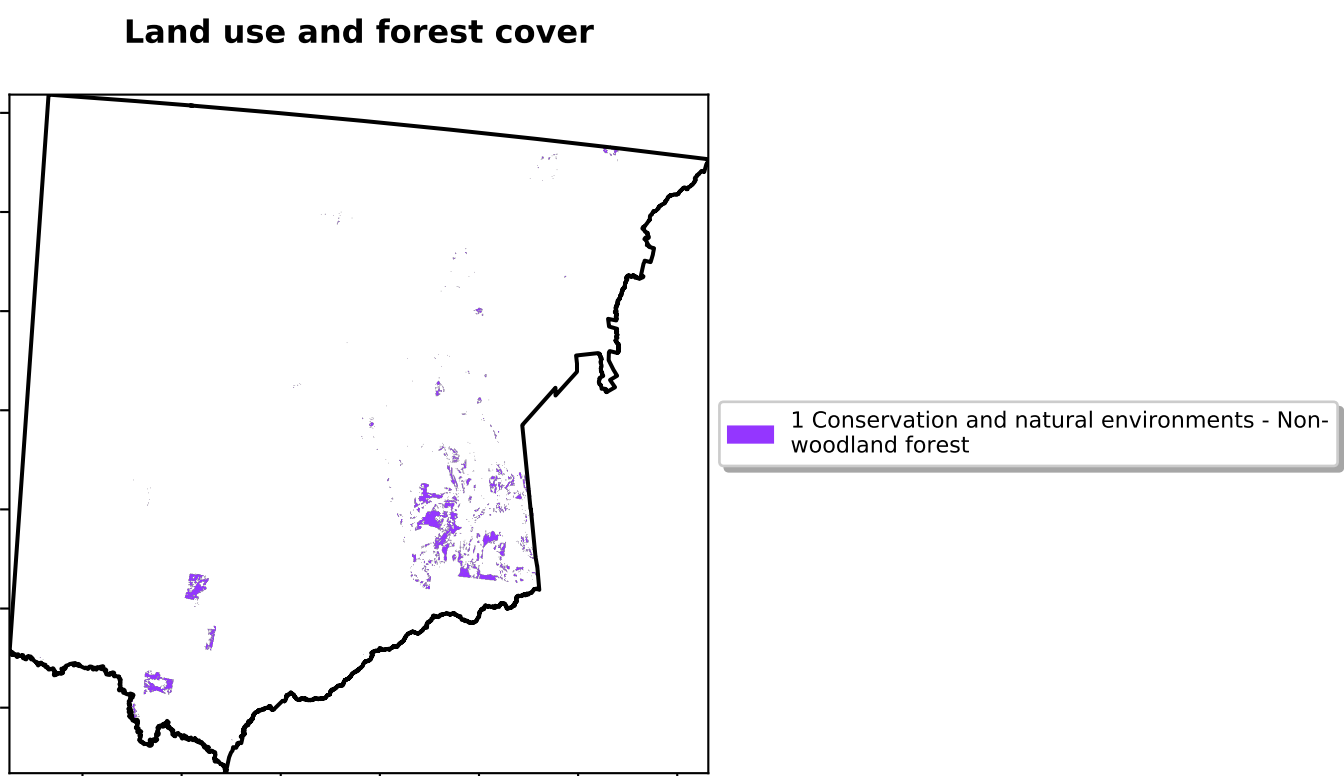 Land use and forest cover
1 Conservation and natural environments - Non-
woodland forest